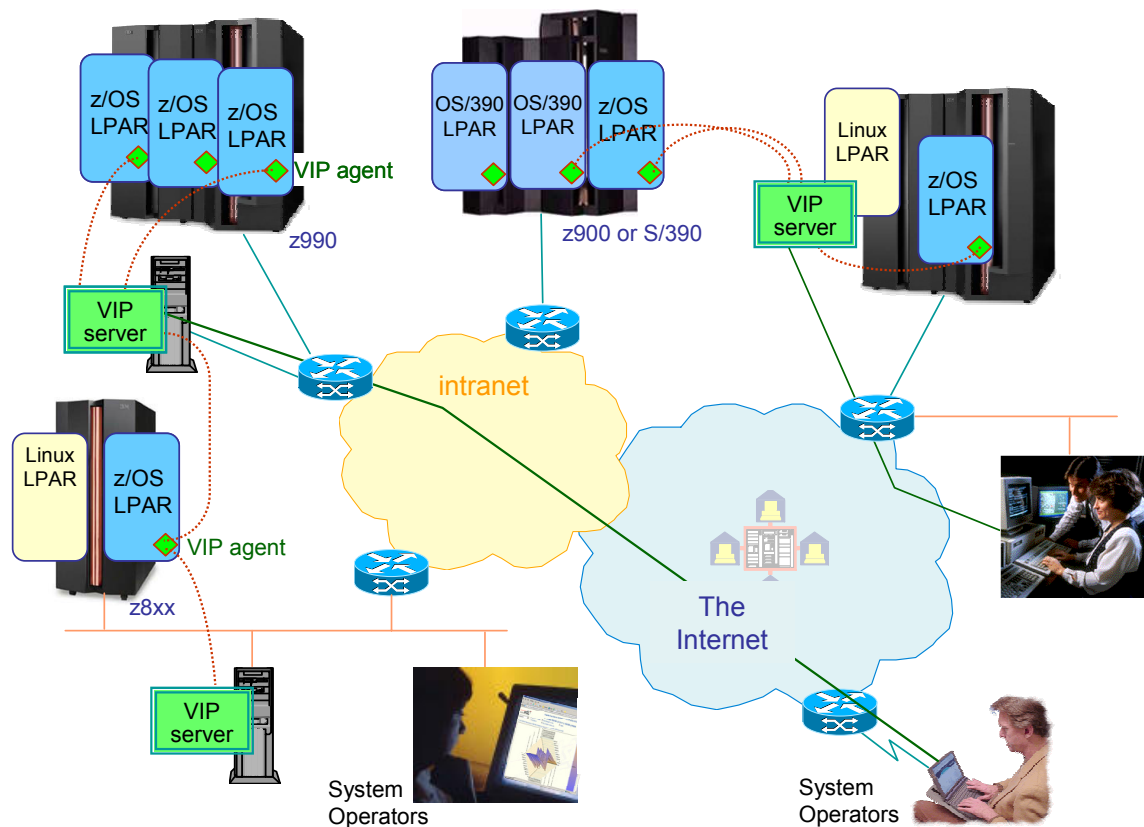 z/OS
LPAR
z/OS
LPAR
z/OS
LPAR
VIP agent
z990
OS/390
LPAR
OS/390
LPAR
z/OS
LPAR
z900 or S/390
Linux
LPAR
z/OS
LPAR
VIP
server
VIP
server
intranet
Linux
LPAR
z/OS
LPAR
VIP agent
z8xx
The
Internet
VIP
server
System
Operators
System
Operators